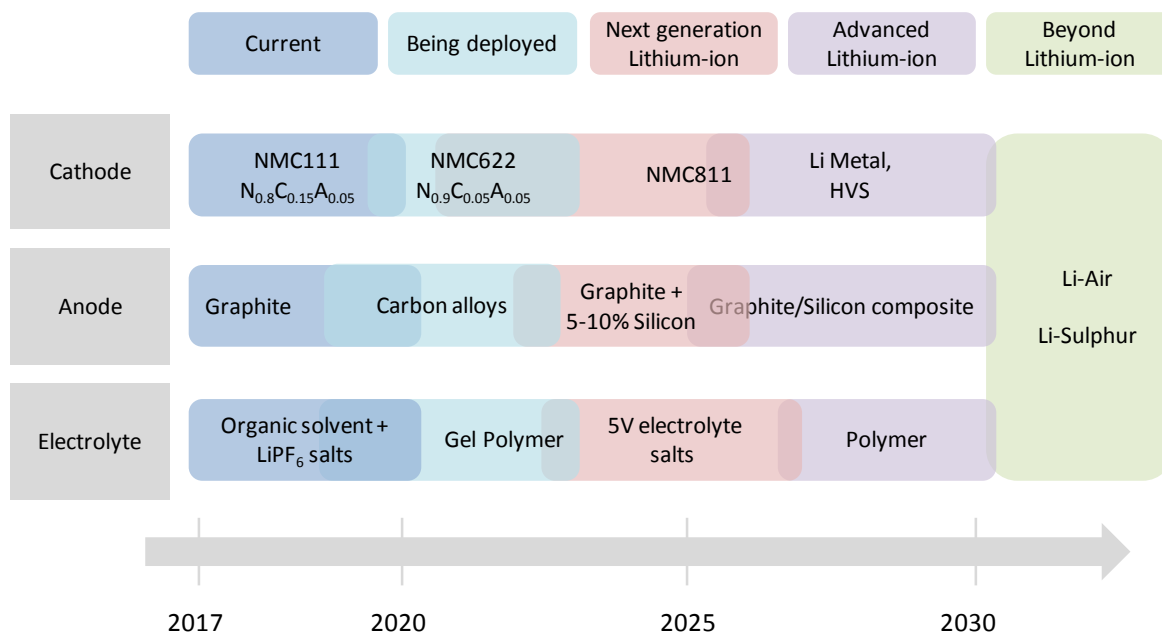 Current
Being deployed
Next generation
Lithium-ion
Advanced
Lithium-ion
Beyond
Lithium-ion
Cathode
NMC111
N₀.₈C₀.₁₅A₀.₀₅
NMC622
N₀.₉C₀.₀₅A₀.₀₅
NMC811
Li Metal,
HVS
Anode
Graphite
Carbon alloys
Graphite +
5-10% Silicon
Graphite/Silicon composite
Li-Air
Li-Sulphur
Electrolyte
Organic solvent +
LiPF₆ salts
Gel Polymer
5V electrolyte
salts
Polymer
2017
2020
2025
2030